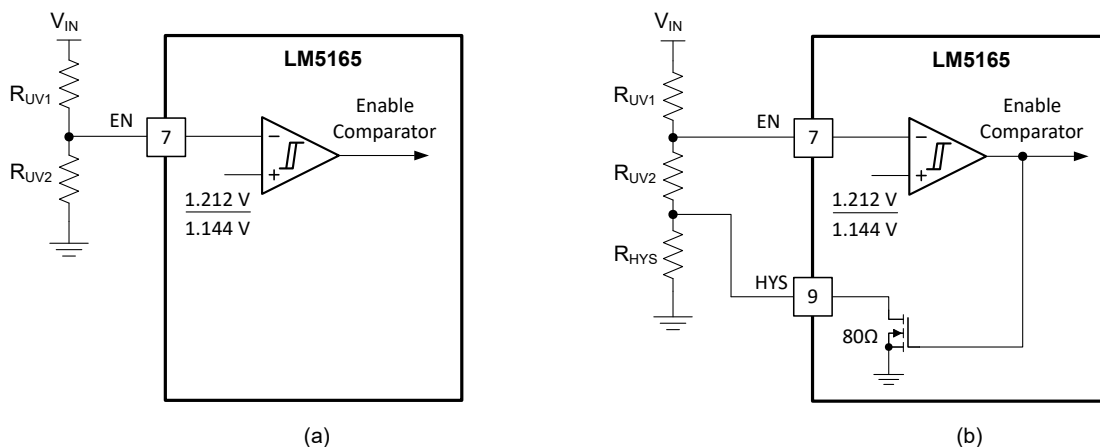 V_IN
LM5165
R_UV1
EN
7
−
+
Enable
Comparator
R_UV2
1.212 V
1.144 V
(a)
V_IN
LM5165
R_UV1
EN
7
−
+
Enable
Comparator
R_UV2
1.212 V
1.144 V
R_HYS
HYS
9
80Ω
(b)